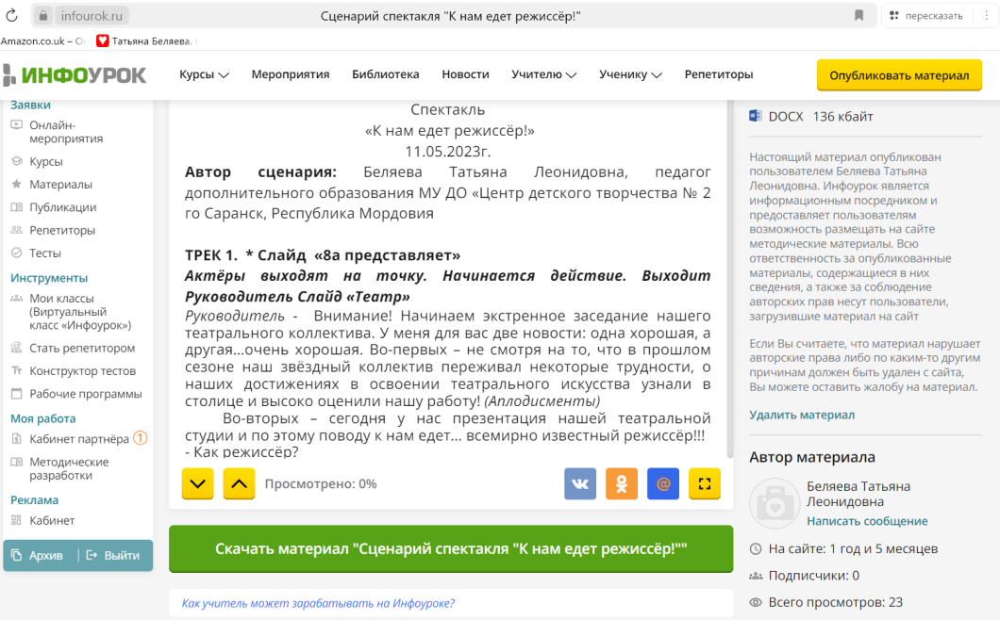 infourok.ru
Сценарий спектакля "К нам едет режиссёр!"
пересказать
Amazon.co.uk – O
Татьяна Беляева.
ИНФОУРОК
Курсы
Мероприятия
Библиотека
Новости
Учителю
Ученику
Репетиторы
Опубликовать материал
Заявки
Онлайн-
мероприятия
Курсы
Материалы
Публикации
Репетиторы
Тесты
Инструменты
Мои классы
(Виртуальный
класс «Инфоурок»)
Стать репетитором
Конструктор тестов
Рабочие программы
Моя работа
Кабинет партнёра 1
Методические
разработки
Реклама
Кабинет
Архив
Выйти
Спектакль
«К нам едет режиссёр!»
11.05.2023г.
Автор сценария: Беляева Татьяна Леонидовна, педагог
дополнительного образования МУ ДО «Центр детского творчества № 2
го Саранск, Республика Мордовия
ТРЕК 1. * Слайд «8а представляет»
Актёры выходят на точку. Начинается действие. Выходит
Руководитель Слайд «Театр»
Руководитель - Внимание! Начинаем экстренное заседание нашего
театрального коллектива. У меня для вас две новости: одна хорошая, а
другая...очень хорошая. Во-первых – не смотря на то, что в прошлом
сезоне наш звёздный коллектив переживал некоторые трудности, о
наших достижениях в освоении театрального искусства узнали в
столице и высоко оценили нашу работу! (Аплодисменты)
Во-вторых – сегодня у нас презентация нашей театральной
студии и по этому поводу к нам едет... всемирно известный режиссёр!!!
- Как режиссёр?
Просмотрено: 0%
Скачать материал "Сценарий спектакля "К нам едет режиссёр!""
Как учитель может зарабатывать на Инфоуроке?
DOCX 136 кбайт
Настоящий материал опубликован
пользователем Беляева Татьяна
Леонидовна. Инфоурок является
информационным посредником и
предоставляет пользователям
возможность размещать на сайте
методические материалы. Всю
ответственность за опубликованные
материалы, содержащиеся в них
сведения, а также за соблюдение
авторских прав несут пользователи,
загрузившие материал на сайт
Если Вы считаете, что материал нарушает
авторские права либо по каким-то другим
причинам должен быть удален с сайта,
Вы можете оставить жалобу на материал.
Удалить материал
Автор материала
Беляева Татьяна
Леонидовна
Написать сообщение
На сайте: 1 год и 5 месяцев
Подписчики: 0
Всего просмотров: 23